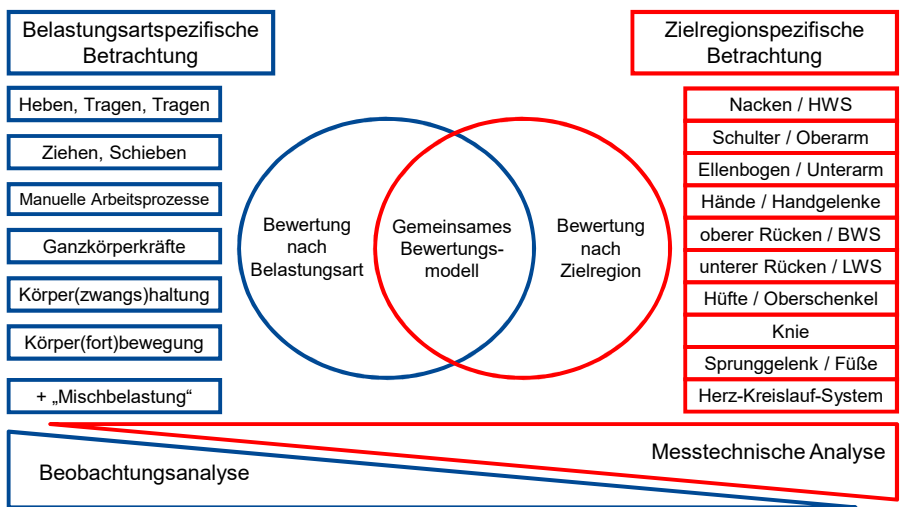 Belastungsartspezifische
Betrachtung
Heben, Tragen, Tragen
Ziehen, Schieben
Manuelle Arbeitsprozesse
Ganzkörperkräfte
Körper(zwangs)haltung
Körper(fort)bewegung
+ „Mischbelastung“
Bewertung
nach
Belastungsart
Gemeinsames
Bewertungs-
modell
Bewertung
nach
Zielregion
Zielregionspezifische
Betrachtung
Nacken / HWS
Schulter / Oberarm
Ellenbogen / Unterarm
Hände / Handgelenke
oberer Rücken / BWS
unterer Rücken / LWS
Hüfte / Oberschenkel
Knie
Sprunggelenk / Füße
Herz-Kreislauf-System
Beobachtungsanalyse
Messtechnische Analyse